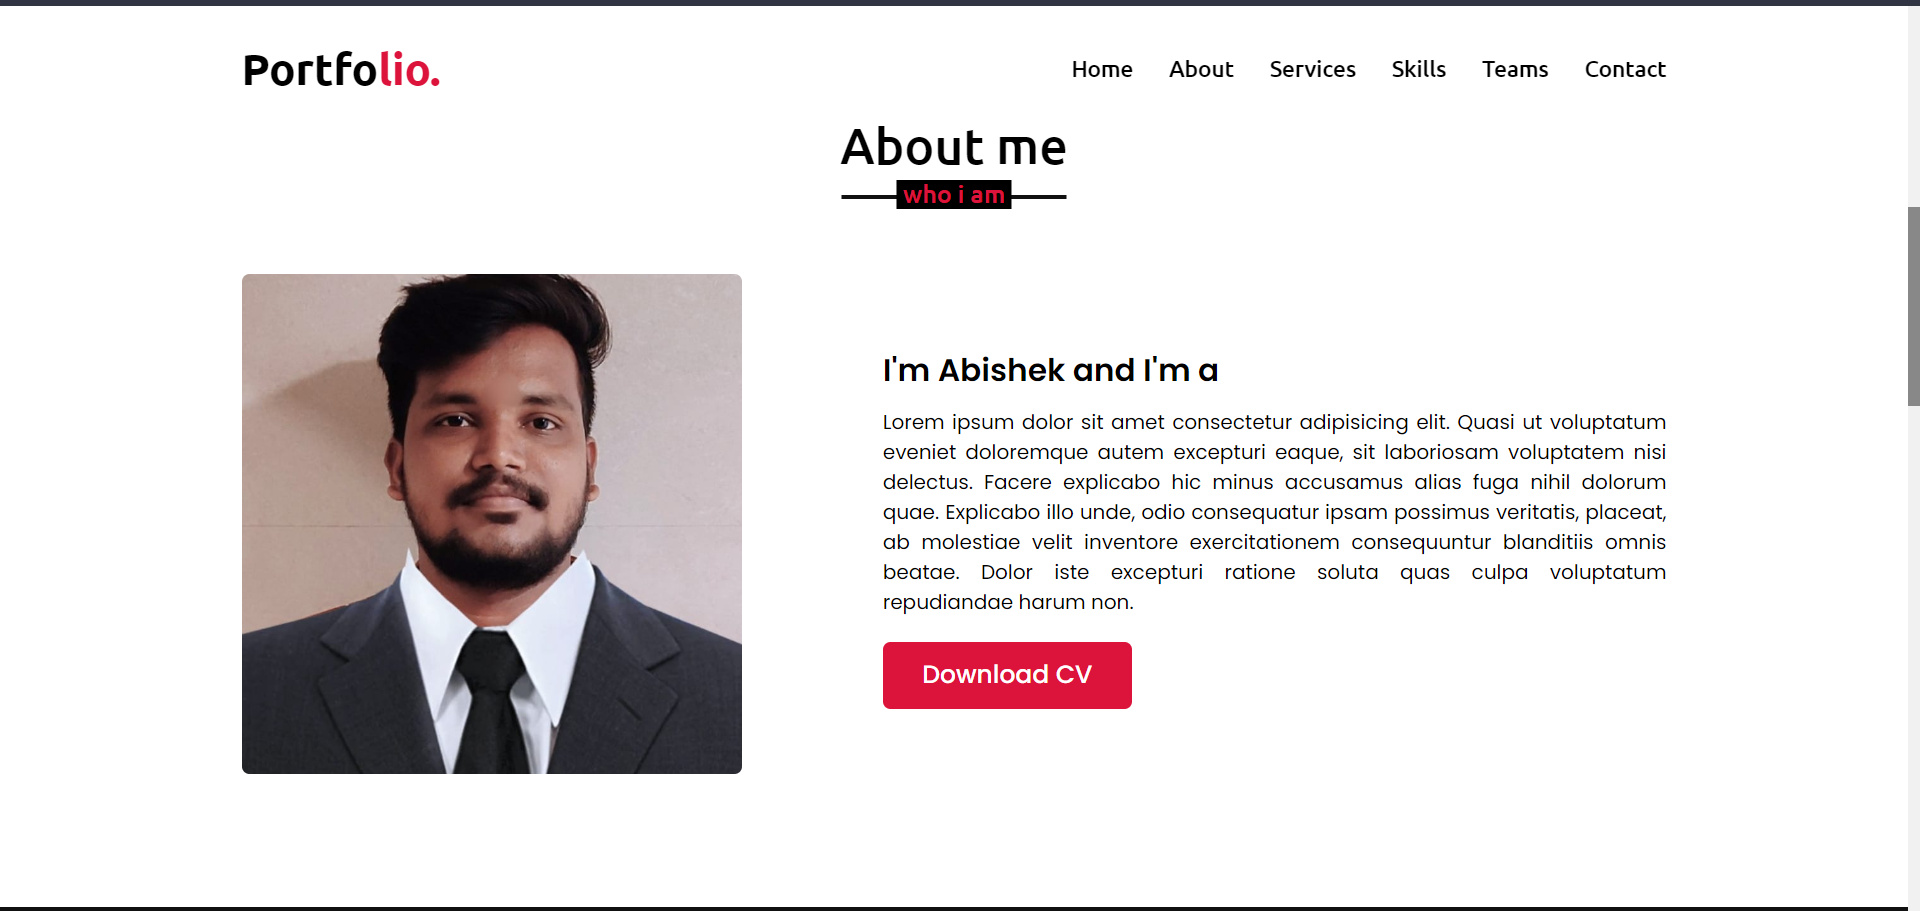 Portfolio.
Home About Services Skills Teams Contact
About me
who i am
I'm Abishek and I'm a
Lorem ipsum dolor sit amet consectetur adipisicing elit. Quasi ut voluptatum
eveniet doloremque autem excepturi eaque, sit laboriosam voluptatem nisi
delectus. Facere explicabo hic minus accusamus alias fuga nihil dolorum
quae. Explicabo illo unde, odio consequatur ipsam possimus veritatis, placeat,
ab molestiae velit inventore exercitationem consequuntur blanditiis omnis
beatae. Dolor iste excepturi ratione soluta quas culpa voluptatum
repudiandae harum non.
Download CV